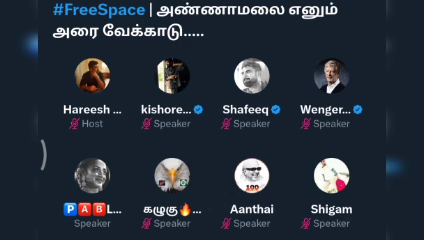 #FreeSpace | அண்ணாமலை எனும்
அரை வேக்காடு.....
Hareesh ... kishore... Shafeeq Wenger...
Host Speaker Speaker Speaker
🅿🅰🅱L... கழுகு🔥... Aanthai Shigam
Speaker Speaker Speaker Speaker
100